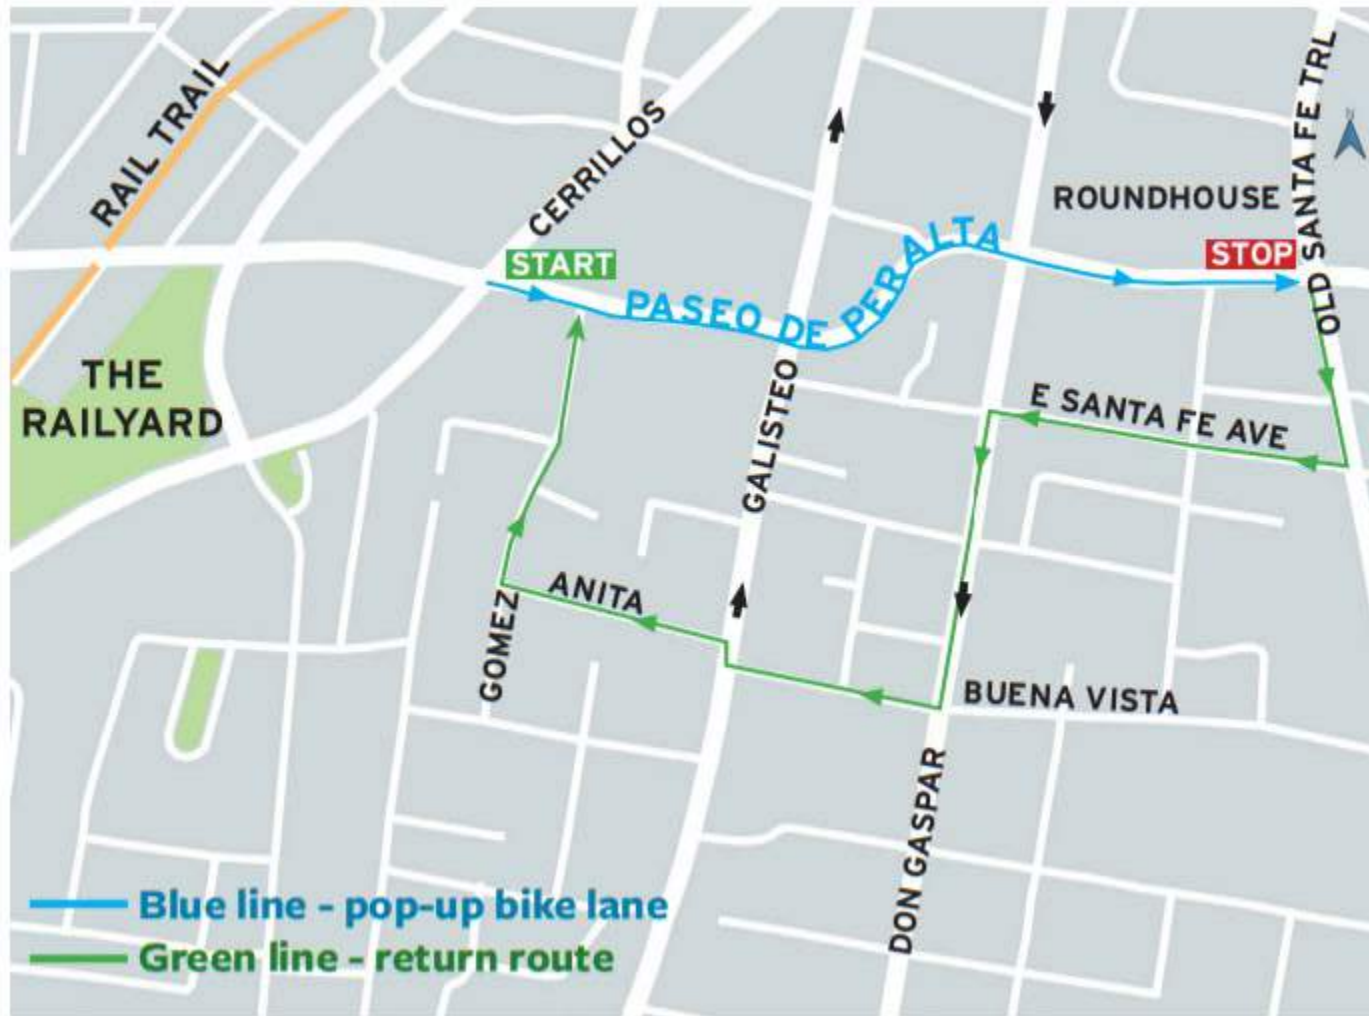 RAIL TRAIL
CERRILLOS
OLD SANTA FE TRL
N
ROUNDHOUSE
START
STOP
PASEO DE PERALTA
THE
RAILYARD
GALISTEO
E SANTA FE AVE
ANITA
GOMEZ
BUENA VISTA
DON GASPAR
Blue line - pop-up bike lane
Green line - return route